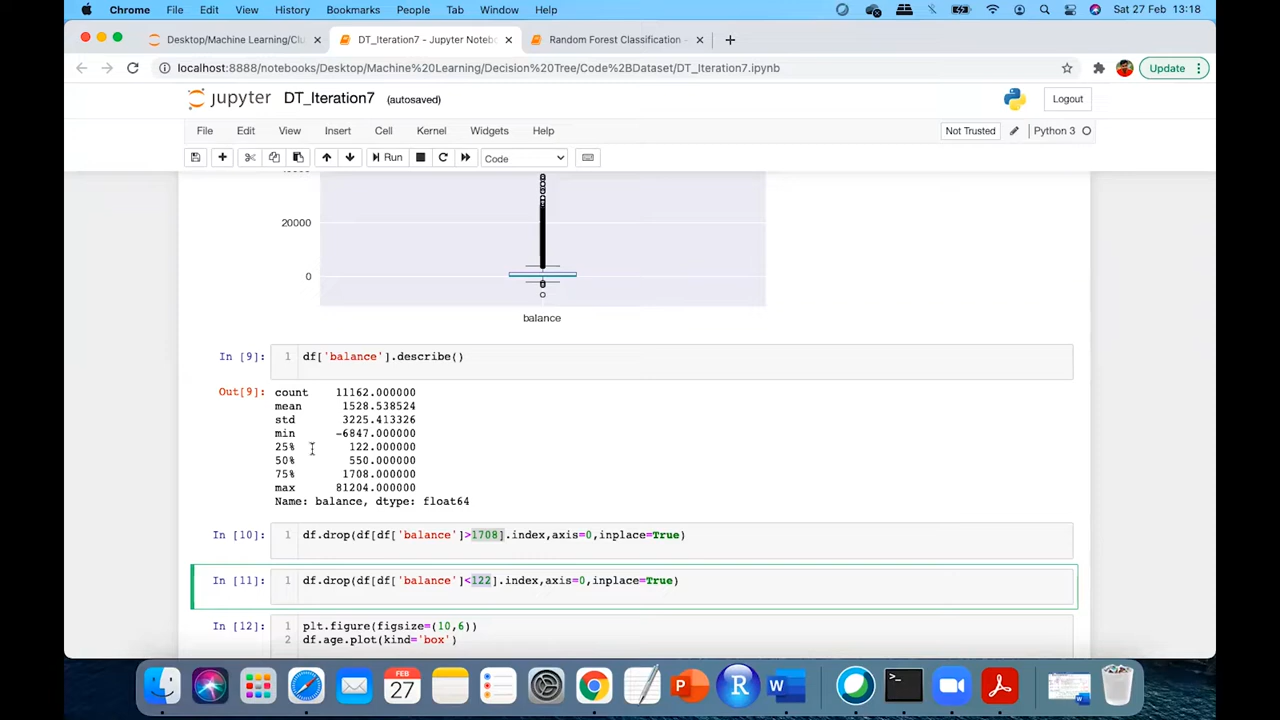 Chrome File Edit View History Bookmarks People Tab Window Help Sat 27 Feb 13:18
Desktop/Machine Learning/Clu DT_Iteration7 - Jupyter Notebo Random Forest Classification -
localhost:8888/notebooks/Desktop/Machine%20Learning/Decision%20Tree/Code%2BDataset/DT_Iteration7.ipynb Update
jupyter DT_Iteration7 (autosaved) Logout
File Edit View Insert Cell Kernel Widgets Help Not Trusted Python 3
Run Code
20000
0
balance
In [9]: 1 df['balance'].describe()
Out[9]: count 11162.000000
mean 1528.538524
std 3225.413326
min -6847.000000
25% 122.000000
50% 550.000000
75% 1708.000000
max 81204.000000
Name: balance, dtype: float64
In [10]: 1 df.drop(df[df['balance']>1708].index,axis=0,inplace=True)
In [11]: 1 df.drop(df[df['balance']<122].index,axis=0,inplace=True)
In [12]: 1 plt.figure(figsize=(10,6))
2 df.age.plot(kind='box')
FEB
27